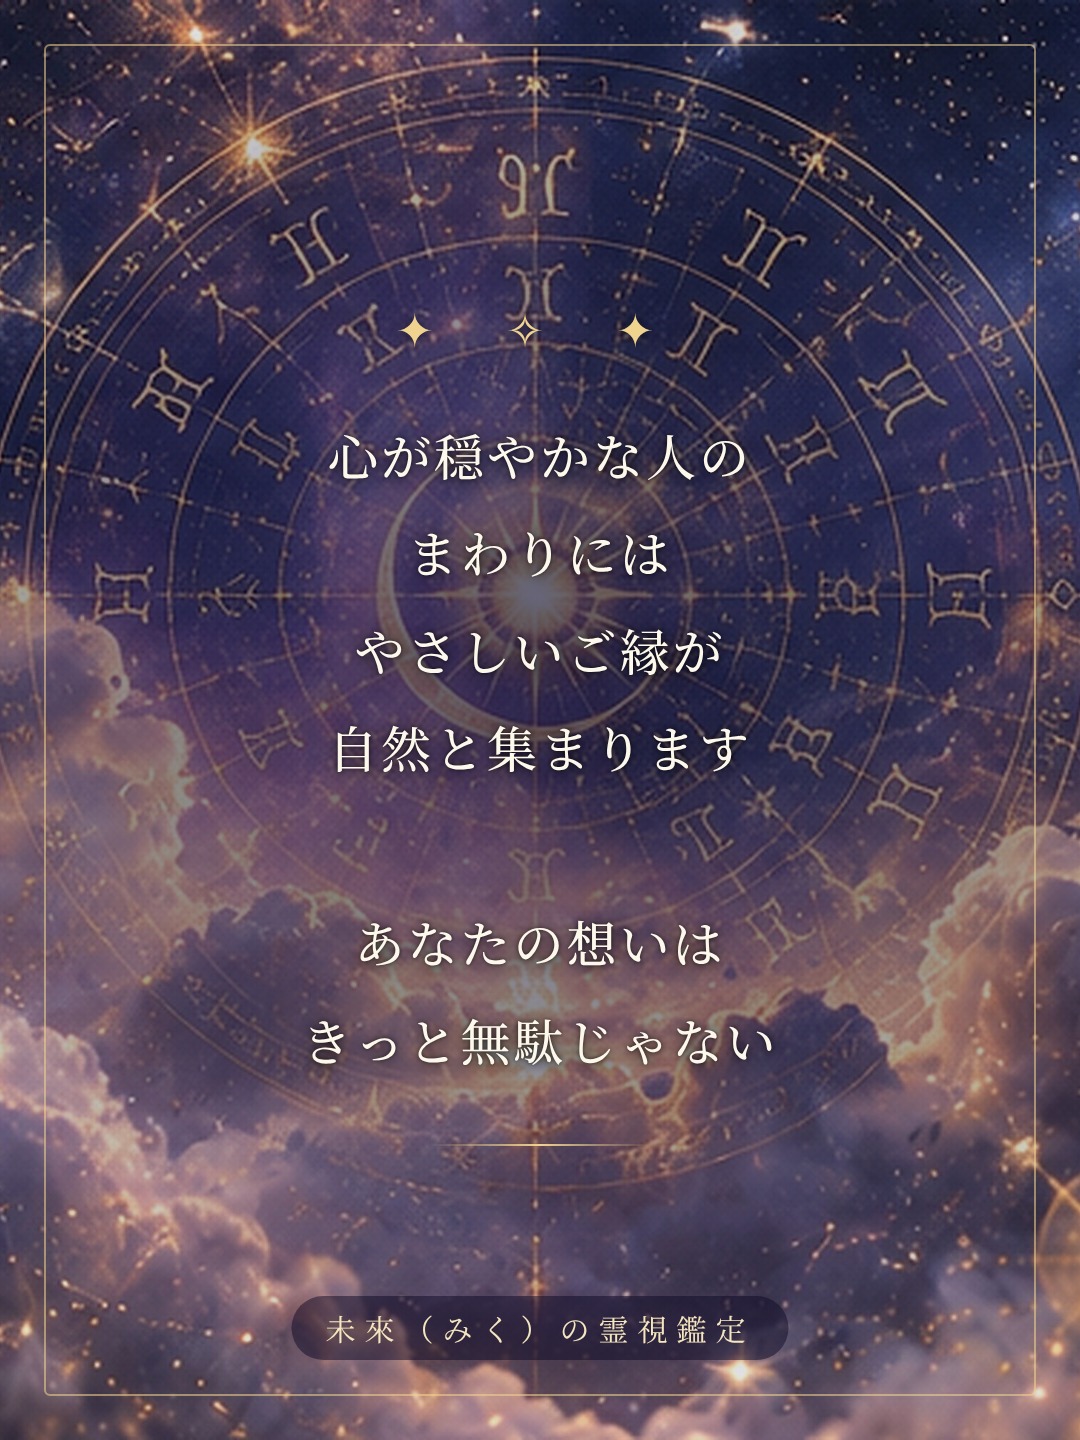 心が穏やかな人の
まわりには
やさしいご縁が
自然と集まります
あなたの想いは
きっと無駄じゃない
未來（みく）の霊視鑑定